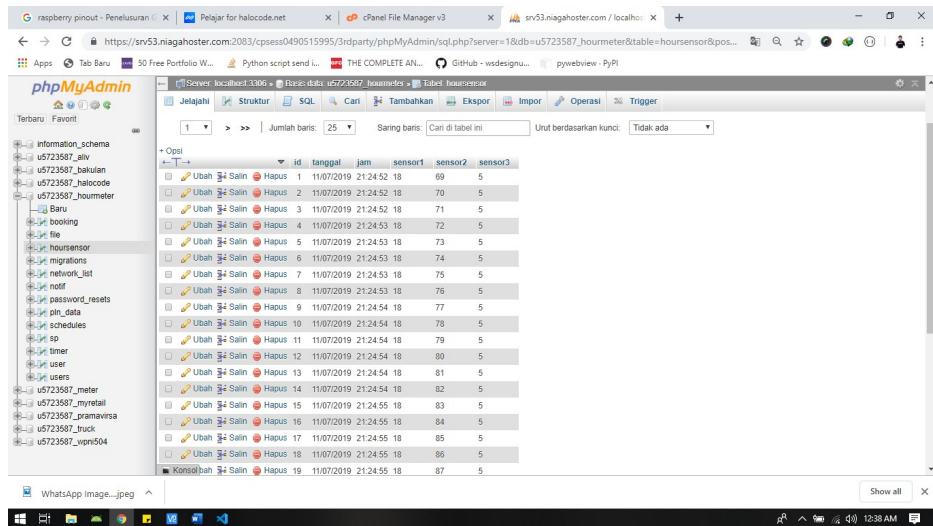 raspberry pinout - Penelusuran G
Pelajar for halocode.net
cPanel File Manager v3
srv53.niagahoster.com / localhos
https://srv53.niagahoster.com:2083/cpsess0490515995/3rdparty/phpMyAdmin/sql.php?server=1&db=u5723587_hourmeter&table=hoursensor&pos...
Apps Tab Baru 50 Free Portfolio W... Python script send i... THE COMPLETE AN... GitHub - wsdesignu... pywebview · PyPI
phpMyAdmin
Terbaru Favorit
information_schema
u5723587_aliv
u5723587_bakulan
u5723587_halocode
u5723587_hourmeter
Baru
booking
file
hoursensor
migrations
network_list
notif
password_resets
pln_data
schedules
sp
timer
user
users
u5723587_meter
u5723587_myretail
u5723587_pramavirsa
u5723587_truck
u5723587_wpni504
Server: localhost:3306 » Basis data: u5723587_hourmeter » Tabel: hoursensor
Jelajahi Struktur SQL Cari Tambahkan Ekspor Impor Operasi Trigger
1 > >> Jumlah baris: 25 Saring baris: Cari di tabel ini Urut berdasarkan kunci: Tidak ada
+ Opsi
←T→ id tanggal jam sensor1 sensor2 sensor3
Ubah Salin Hapus 1 11/07/2019 21:24:52 18 69 5
Ubah Salin Hapus 2 11/07/2019 21:24:52 18 70 5
Ubah Salin Hapus 3 11/07/2019 21:24:52 18 71 5
Ubah Salin Hapus 4 11/07/2019 21:24:53 18 72 5
Ubah Salin Hapus 5 11/07/2019 21:24:53 18 73 5
Ubah Salin Hapus 6 11/07/2019 21:24:53 18 74 5
Ubah Salin Hapus 7 11/07/2019 21:24:53 18 75 5
Ubah Salin Hapus 8 11/07/2019 21:24:53 18 76 5
Ubah Salin Hapus 9 11/07/2019 21:24:54 18 77 5
Ubah Salin Hapus 10 11/07/2019 21:24:54 18 78 5
Ubah Salin Hapus 11 11/07/2019 21:24:54 18 79 5
Ubah Salin Hapus 12 11/07/2019 21:24:54 18 80 5
Ubah Salin Hapus 13 11/07/2019 21:24:54 18 81 5
Ubah Salin Hapus 14 11/07/2019 21:24:54 18 82 5
Ubah Salin Hapus 15 11/07/2019 21:24:55 18 83 5
Ubah Salin Hapus 16 11/07/2019 21:24:55 18 84 5
Ubah Salin Hapus 17 11/07/2019 21:24:55 18 85 5
Ubah Salin Hapus 18 11/07/2019 21:24:55 18 86 5
Konsol bah Salin Hapus 19 11/07/2019 21:24:55 18 87 5
WhatsApp Image....jpeg
Show all
12:38 AM